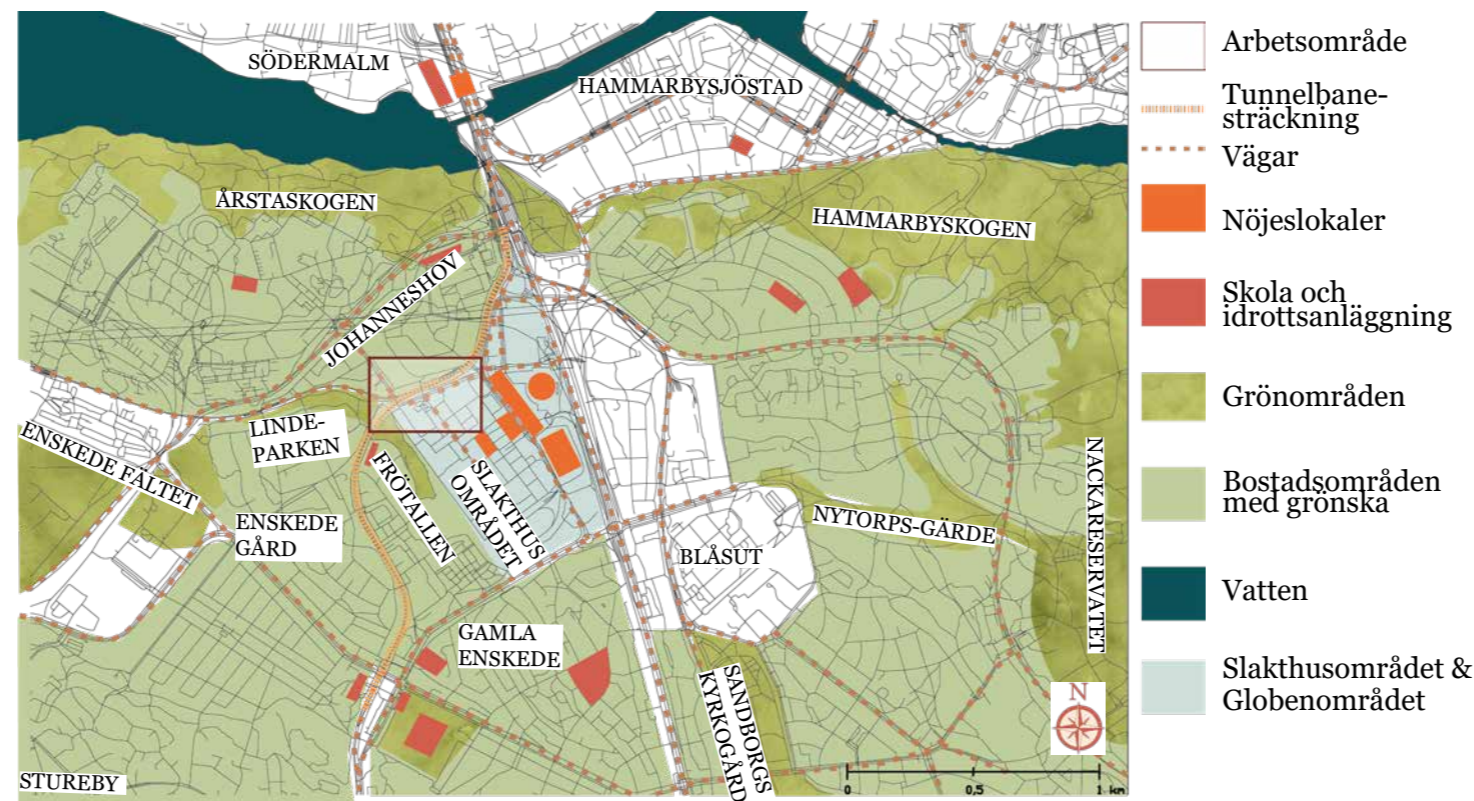 SÖDERMALM
HAMMARBYSJÖSTAD
ÅRSTASKOGEN
HAMMARBYSKOGEN
JOHANNESHOV
LINDE-
PARKEN
ENSKEDE FÄLTET
FRÖTALLEN
SLAKTHUS
OMRÅDET
ENSKEDE
GÅRD
NYTORPS-GÄRDE
NACKARESERVATET
BLÅSUT
GAMLA
ENSKEDE
SANDBORGS
KYRKOGÅRD
STUREBY
N
0 0,5 1 km
Arbetsområde
Tunnelbane-
sträckning
Vägar
Nöjeslokaler
Skola och
idrottsanläggning
Grönområden
Bostadsområden
med grönska
Vatten
Slakthusområdet &
Globenområdet